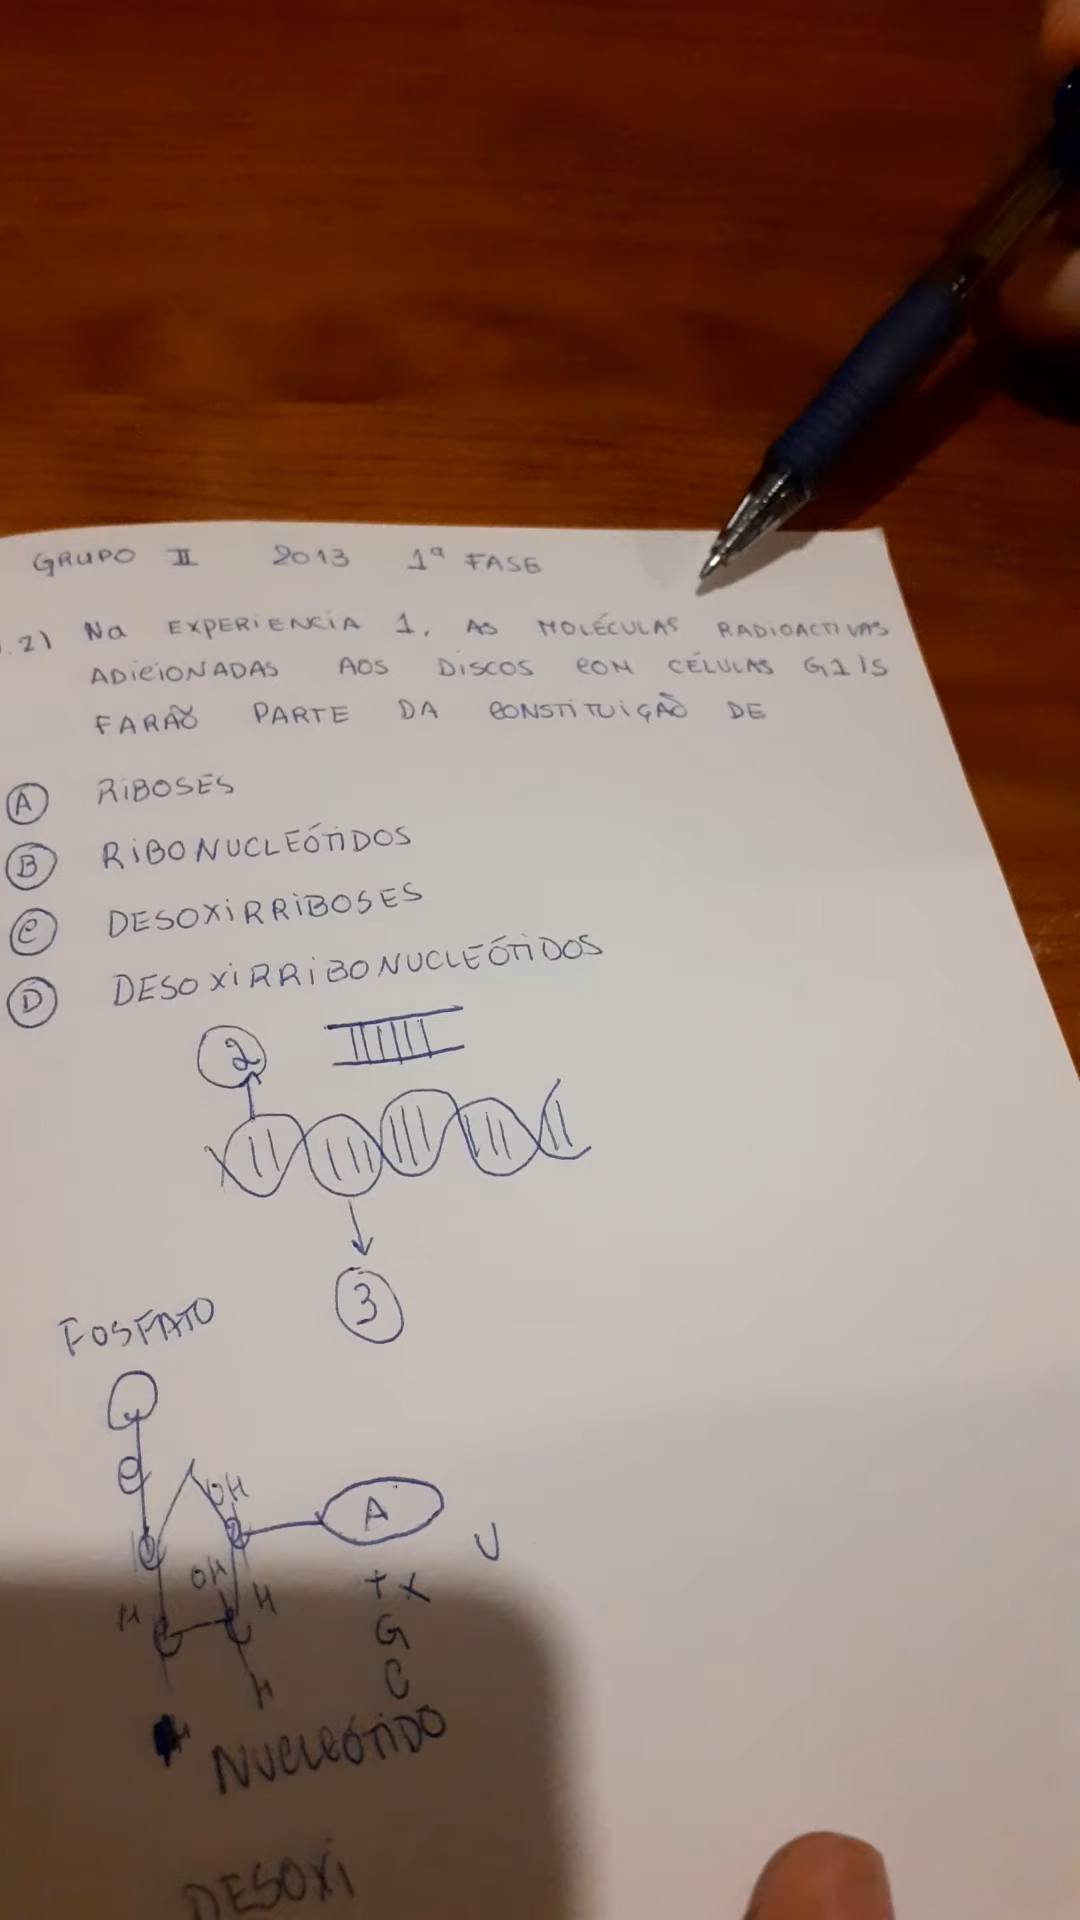 GRUPO II 2013 1ª FASE
.2) Na EXPERIENCIA 1, AS MOLÉCULAS RADIOACTIVAS
ADICIONADAS AOS DISCOS COM CÉLULAS G1/S
FARÃO PARTE DA CONSTITUIÇÃO DE
A RIBOSES
B RIBONUCLEÓTIDOS
C DESOXIRRIBOSES
D DESOXIRRIBONUCLEÓTIDOS
2
3
FOSFATO
C
OH
A
U
OH
H
T X
H
G
H
C
H
NUCLEÓTIDO
DESOXI